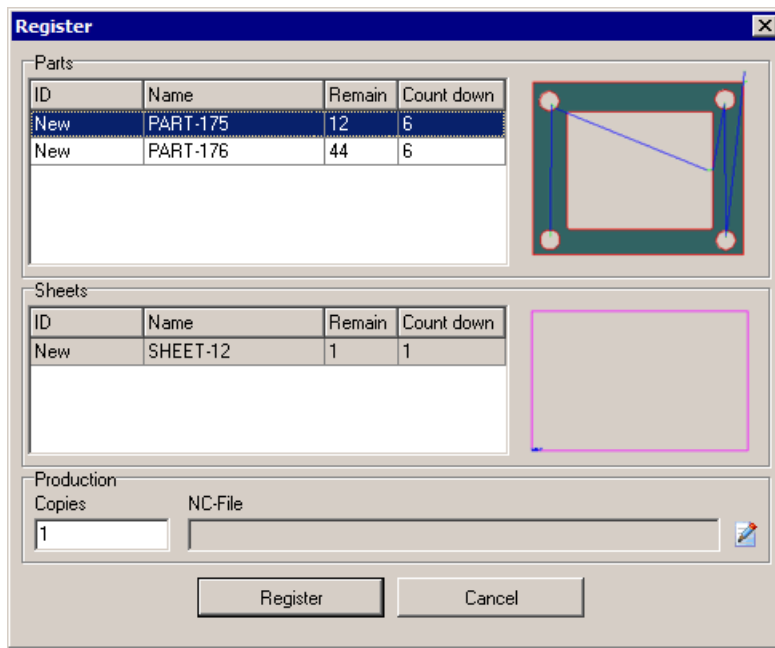 Register
Parts
ID Name Remain Count down
New PART-175 12 6
New PART-176 44 6
Sheets
ID Name Remain Count down
New SHEET-12 1 1
Production
Copies NC-File
1
Register Cancel